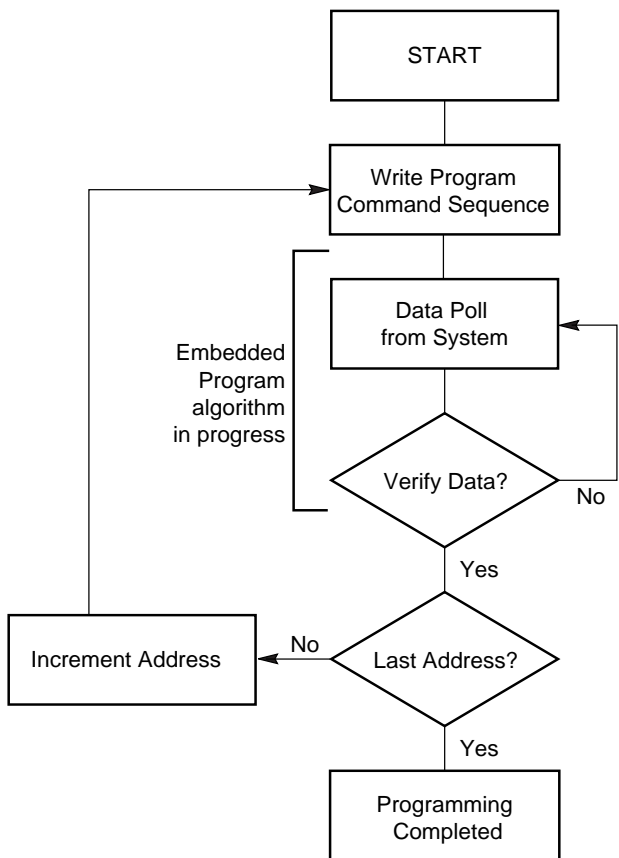 START
Write Program
Command Sequence
Data Poll
from System
Embedded
Program
algorithm
in progress
Verify Data?
No
Yes
Increment Address
No
Last Address?
Yes
Programming
Completed